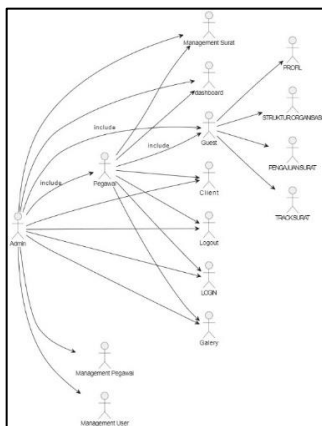 Management Surat
dashboard
PROFIL
STRUKTUR ORGANISASI
include
Guest
include
Pegawai
PENGAJUAN SURAT
include
Client
TRACK SURAT
Admin
Logout
LOGIN
Galery
Management Pegawai
Management User